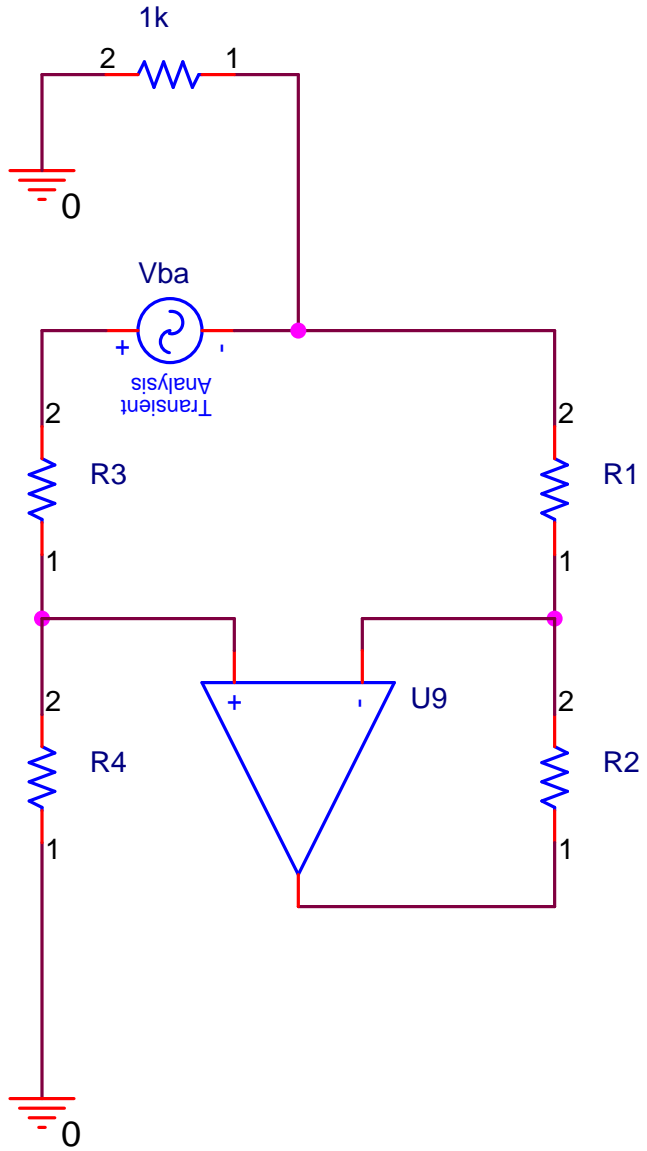 1k
2 1
0
Vba
+ -
Transient
Analysis
2 2
R3 R1
1 1
+ - U9
2 2
R4 R2
1 1
0